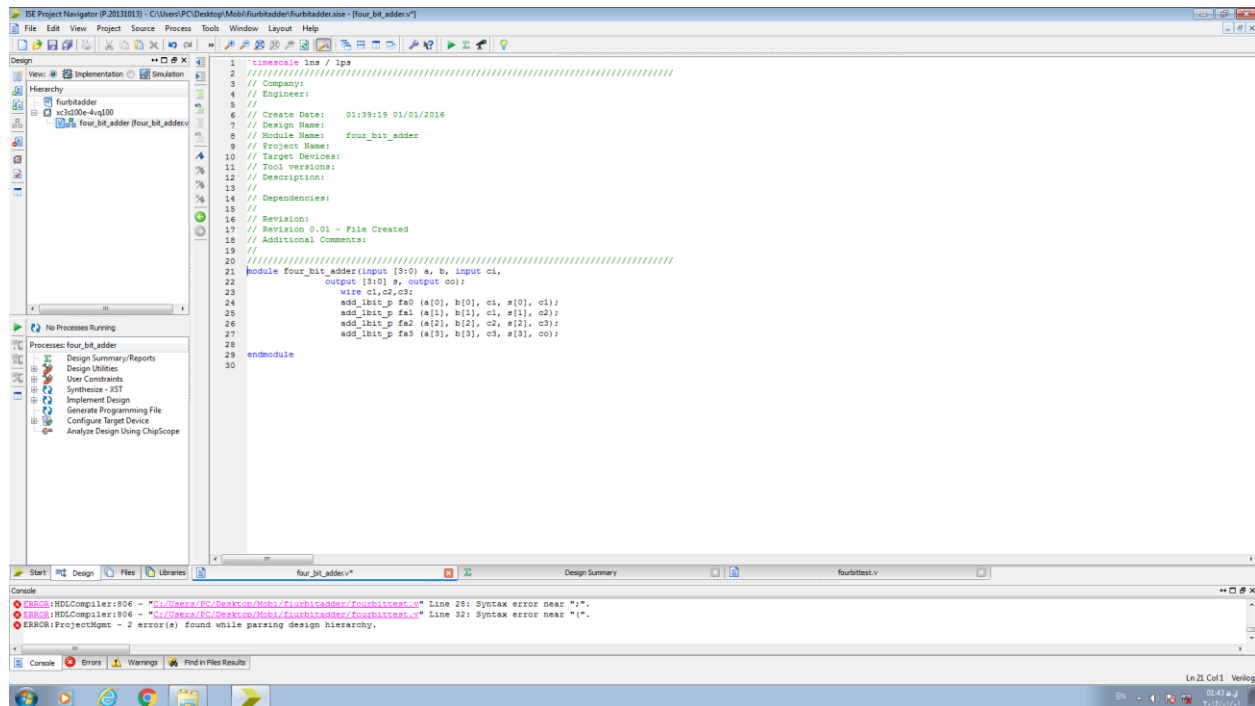 ISE Project Navigator (P.20131013) - C:\Users\PC\Desktop\Mobi\fiurbitadder\fiurbitadder.xise - [four_bit_adder.v*]
File Edit View Project Source Process Tools Window Layout Help
Design
View: Implementation Simulation
Hierarchy
fiurbitadder
xc3s100e-4vq100
four_bit_adder (four_bit_adder.v
No Processes Running
Processes: four_bit_adder
Design Summary/Reports
Design Utilities
User Constraints
Synthesize - XST
Implement Design
Generate Programming File
Configure Target Device
Analyze Design Using ChipScope
Start Design Files Libraries
1 `timescale 1ns / 1ps
2 //////////////////////////////////////////////////////////////////////////////////
3 // Company:
4 // Engineer:
5 //
6 // Create Date: 01:39:19 01/01/2016
7 // Design Name:
8 // Module Name: four_bit_adder
9 // Project Name:
10 // Target Devices:
11 // Tool versions:
12 // Description:
13 //
14 // Dependencies:
15 //
16 // Revision:
17 // Revision 0.01 - File Created
18 // Additional Comments:
19 //
20 //////////////////////////////////////////////////////////////////////////////////
21 module four_bit_adder(input [3:0] a, b, input ci,
22 output [3:0] s, output co);
23 wire c1,c2,c3;
24 add_1bit_p fa0 (a[0], b[0], ci, s[0], c1);
25 add_1bit_p fa1 (a[1], b[1], c1, s[1], c2);
26 add_1bit_p fa2 (a[2], b[2], c2, s[2], c3);
27 add_1bit_p fa3 (a[3], b[3], c3, s[3], co);
28
29 endmodule
30
four_bit_adder.v* Design Summary fourbittest.v
Console
ERROR:HDLCompiler:806 - "C:/Users/PC/Desktop/Mobi/fiurbitadder/fourbittest.v" Line 28: Syntax error near ";".
ERROR:HDLCompiler:806 - "C:/Users/PC/Desktop/Mobi/fiurbitadder/fourbittest.v" Line 32: Syntax error near "(".
ERROR:ProjectMgmt - 2 error(s) found while parsing design hierarchy.
Console Errors Warnings Find in Files Results
Ln 21 Col 1 Verilog
EN 01:43 ق.ظ